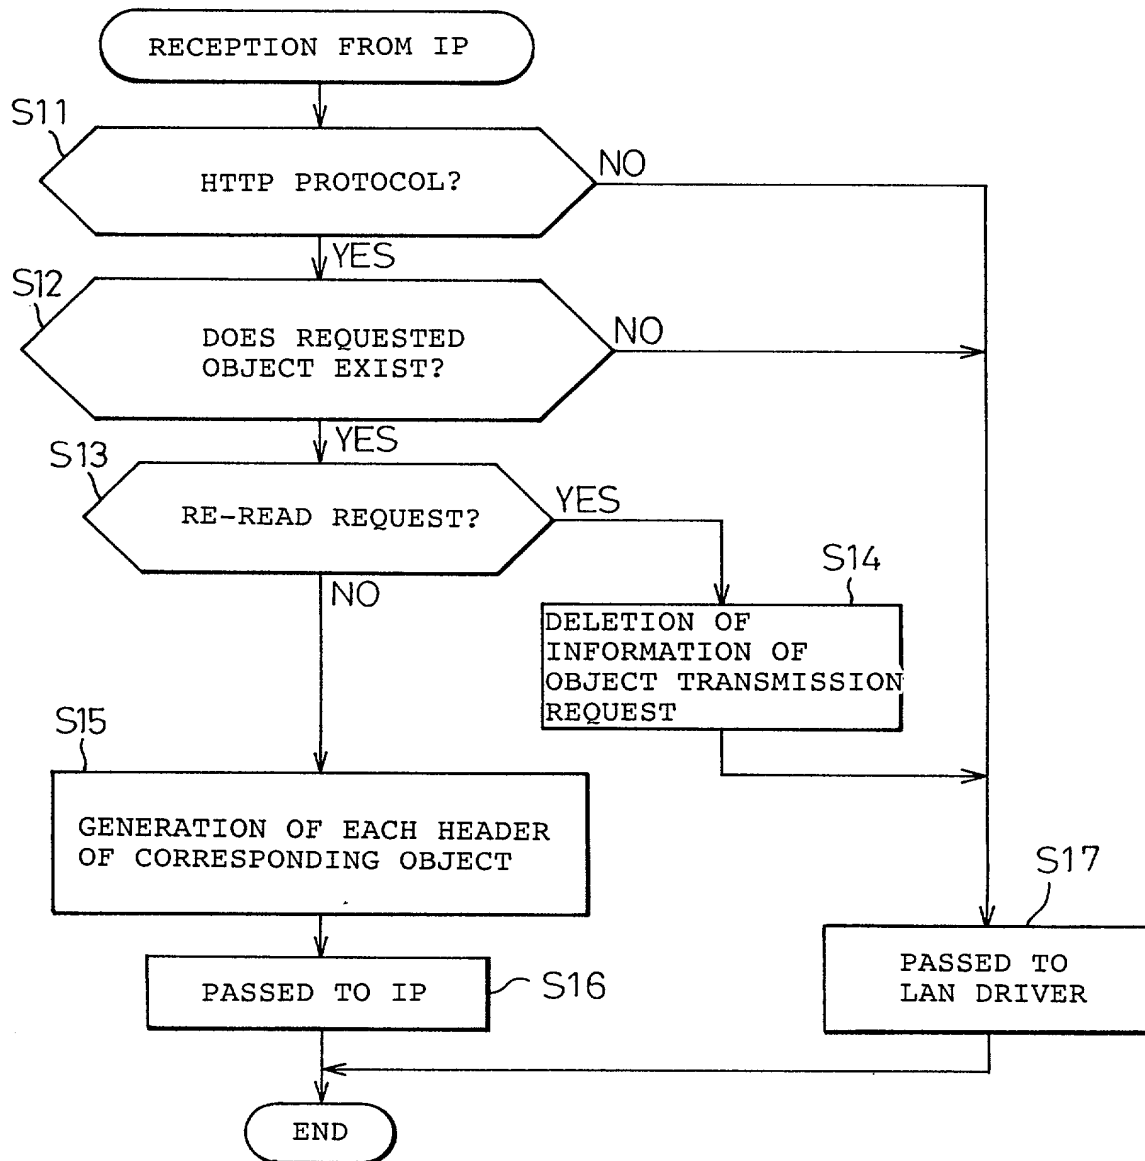 RECEPTION FROM IP
S11
HTTP PROTOCOL?
NO
YES
S12
DOES REQUESTED
OBJECT EXIST?
NO
YES
S13
RE-READ REQUEST?
YES
NO
S14
DELETION OF
INFORMATION OF
OBJECT TRANSMISSION
REQUEST
S15
GENERATION OF EACH HEADER
OF CORRESPONDING OBJECT
S17
PASSED TO
LAN DRIVER
PASSED TO IP
S16
END